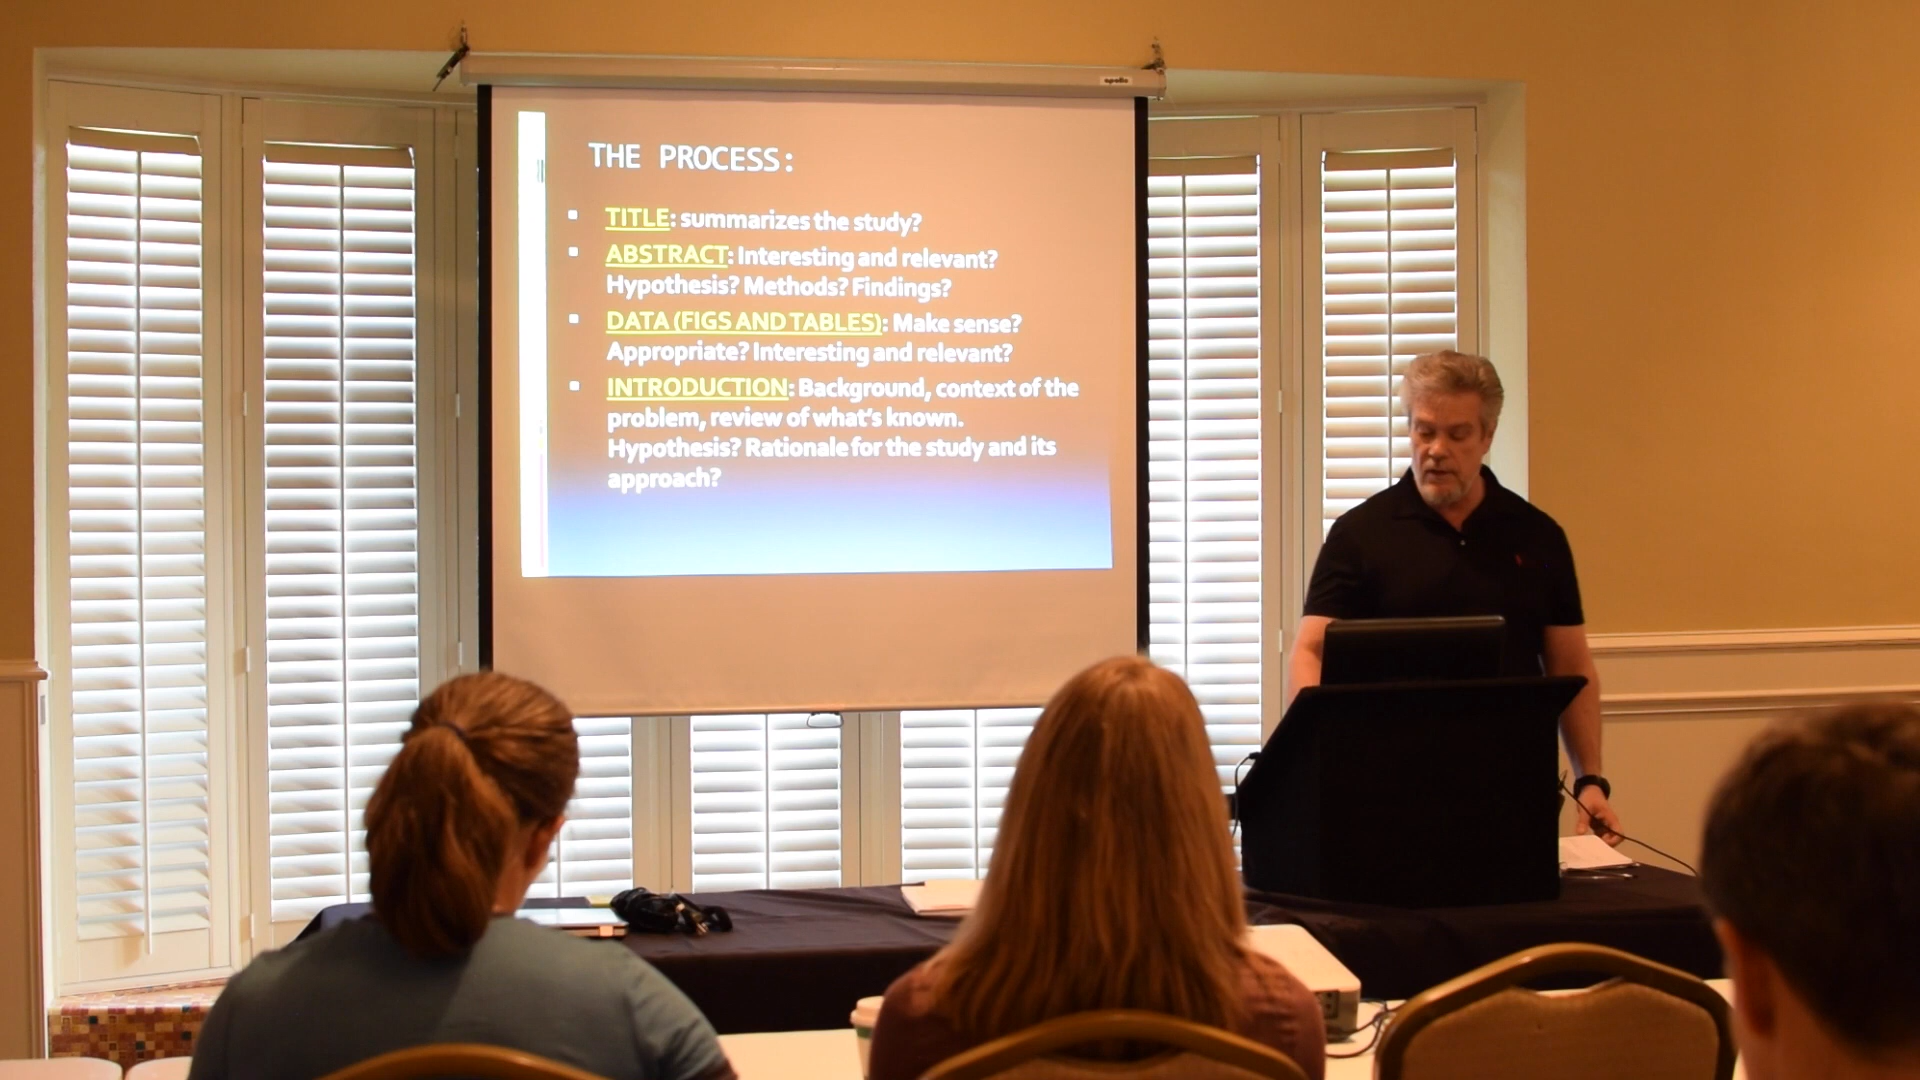 apollo
THE PROCESS:
▪ TITLE: summarizes the study?
▪ ABSTRACT: Interesting and relevant?
Hypothesis? Methods? Findings?
▪ DATA (FIGS AND TABLES): Make sense?
Appropriate? Interesting and relevant?
▪ INTRODUCTION: Background, context of the
problem, review of what's known.
Hypothesis? Rationale for the study and its
approach?